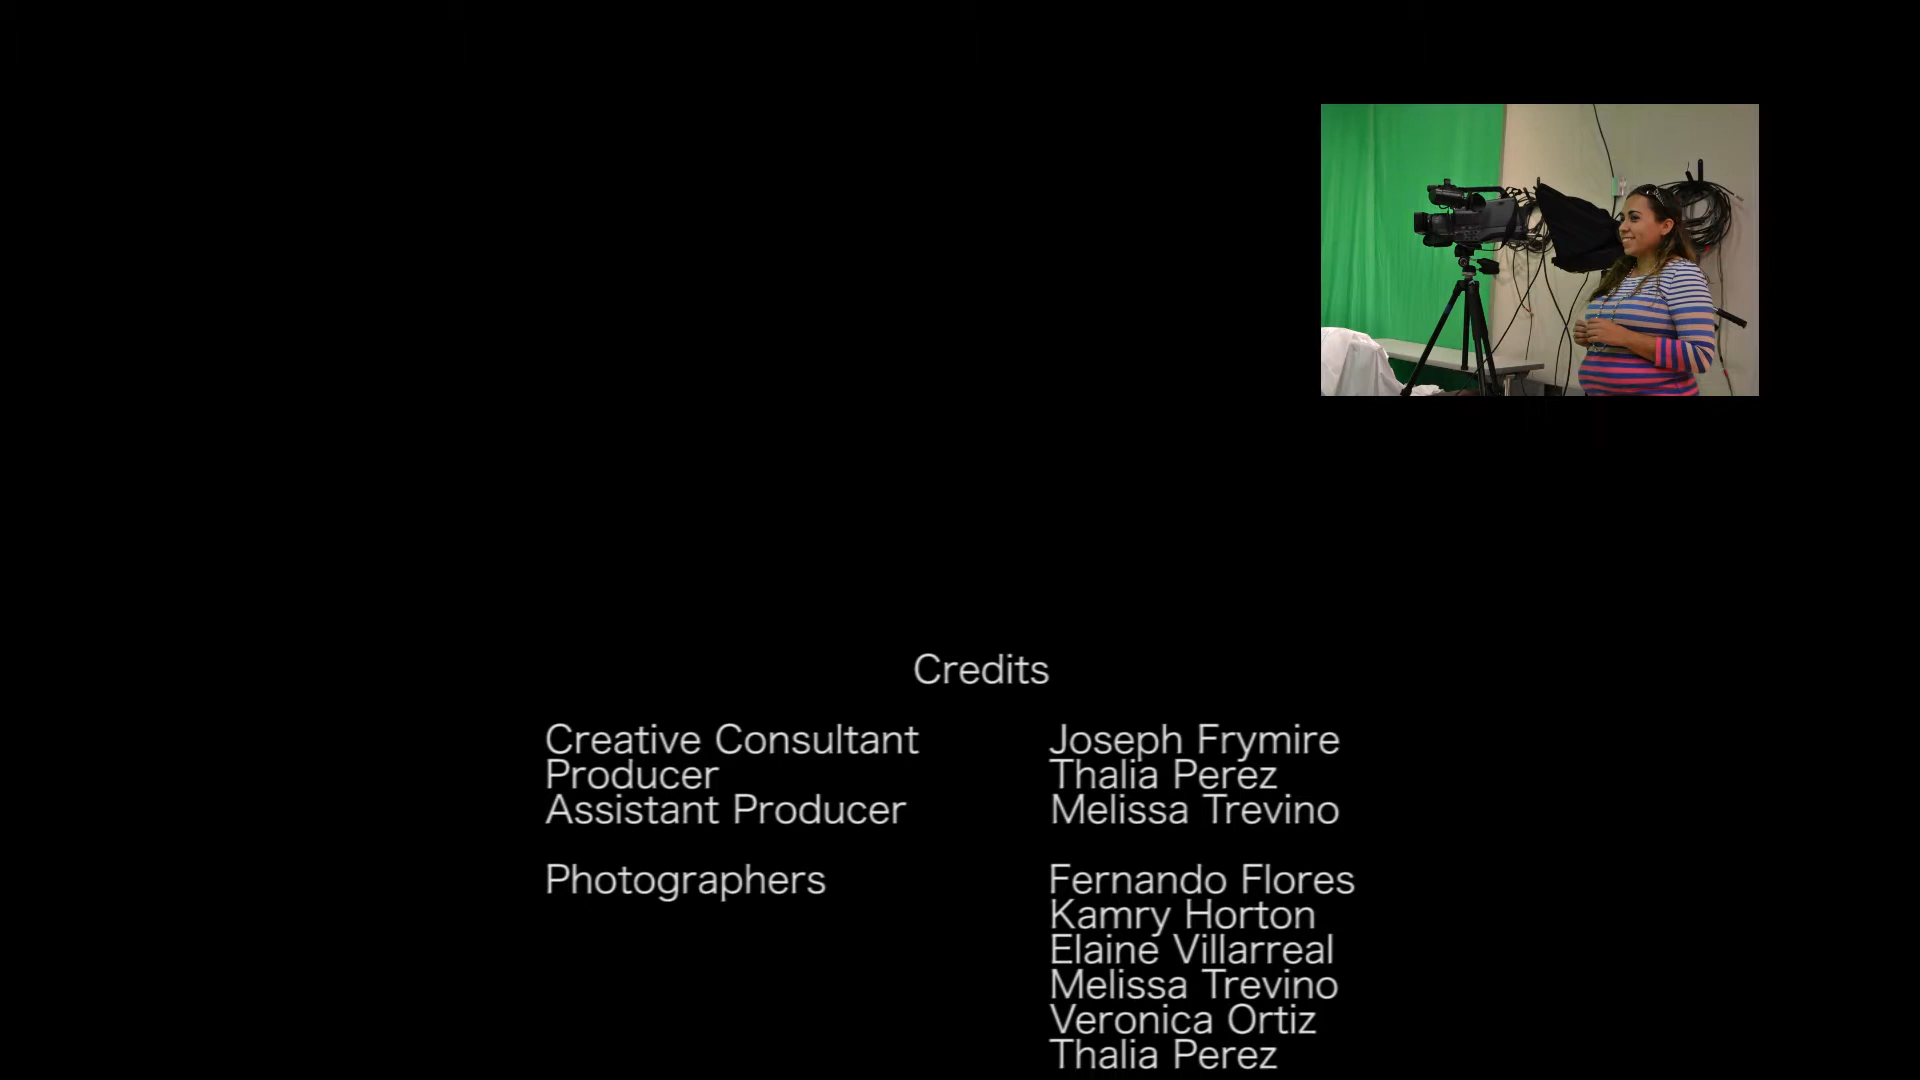 Credits
Creative Consultant Joseph Frymire
Producer Thalia Perez
Assistant Producer Melissa Trevino
Photographers Fernando Flores
Kamry Horton
Elaine Villarreal
Melissa Trevino
Veronica Ortiz
Thalia Perez